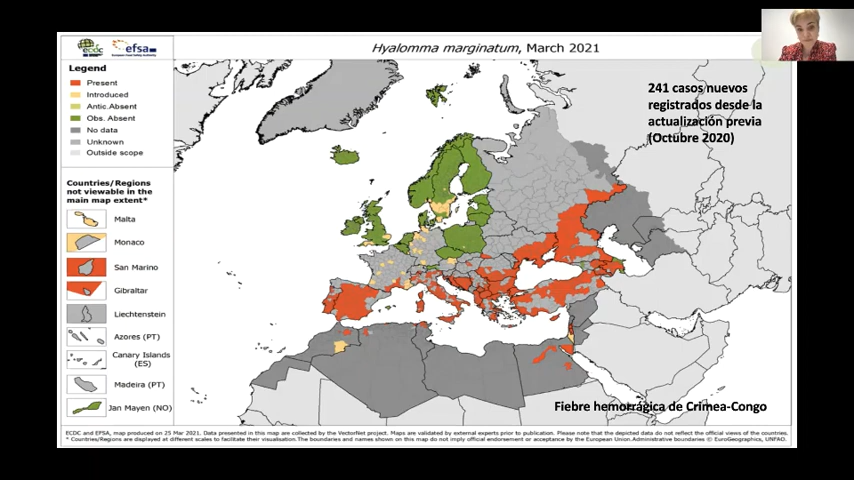 ecdc
efsa
European Food Safety Authority
Hyalomma marginatum, March 2021
Legend
Present
Introduced
Antic. Absent
Obs. Absent
No data
Unknown
Outside scope
Countries/Regions
not viewable in the
main map extent*
Malta
Monaco
San Marino
Gibraltar
Liechtenstein
Azores (PT)
Canary Islands
(ES)
Madeira (PT)
Jan Mayen (NO)
241 casos nuevos
registrados desde la
actualización previa
(Octubre 2020)
Fiebre hemorrágica de Crimea-Congo
ECDC and EFSA, map produced on 25 Mar 2021. Data presented in this map are collected by the VectorNet project. Maps are validated by external experts prior to publication. Please note that the depicted data do not reflect the official views of the countries.
* Countries/Regions are displayed at different scales to facilitate their visualisation. The boundaries and names shown on this map do not imply official endorsement or acceptance by the European Union. Administrative boundaries © EuroGeographics, UNFAO.